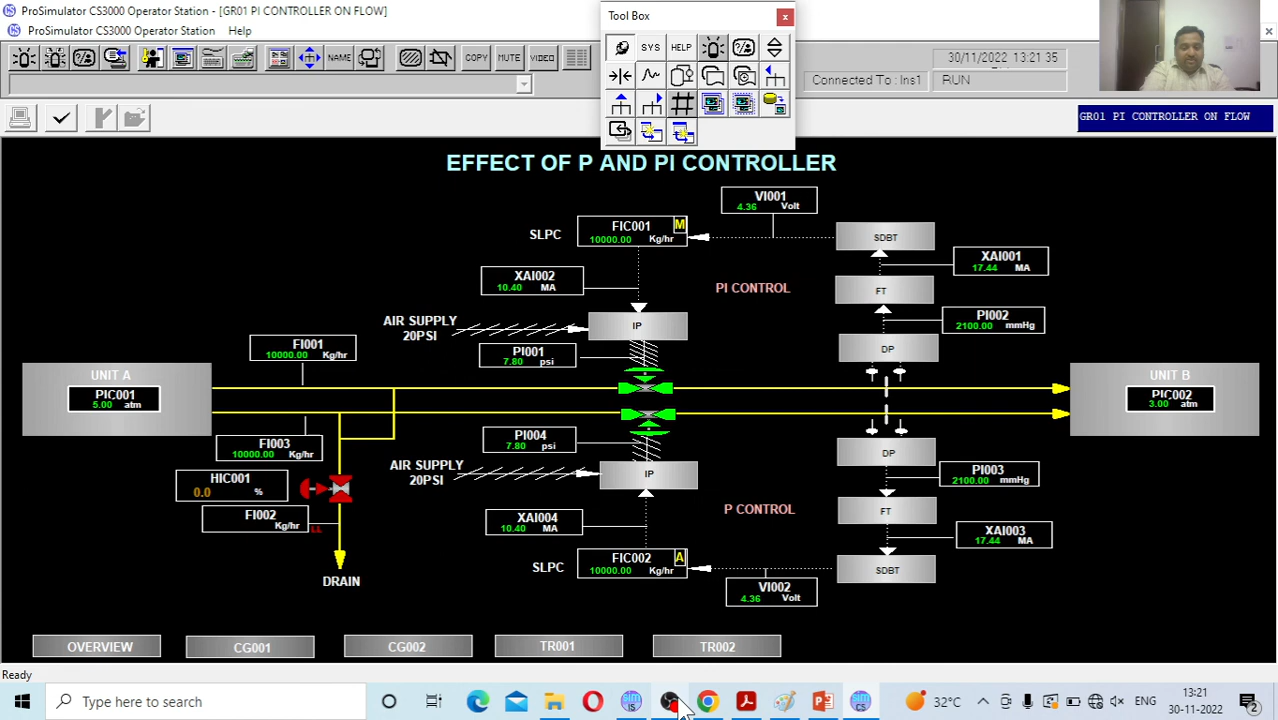 ProSimulator CS3000 Operator Station - [GR01 PI CONTROLLER ON FLOW]
ProSimulator CS3000 Operator Station Help
Tool Box
SYS HELP
NAME COPY MUTE VIDEO
30/11/2022 13:21:35
Connected To : Ins1 RUN
GR01 PI CONTROLLER ON FLOW
EFFECT OF P AND PI CONTROLLER
VI001
4.36 Volt
FIC001 M
10000.00 Kg/hr
SLPC
SDBT
XAI001
17.44 MA
XAI002
10.40 MA
PI CONTROL
FT
PI002
2100.00 mmHg
AIR SUPPLY
20PSI
IP
FI001
10000.00 Kg/hr
PI001
7.80 psi
DP
UNIT A
PIC001
5.00 atm
UNIT B
PIC002
3.00 atm
FI003
10000.00 Kg/hr
PI004
7.80 psi
DP
AIR SUPPLY
20PSI
IP
PI003
2100.00 mmHg
HIC001
0.0 %
FI002
Kg/hr
LL
XAI004
10.40 MA
P CONTROL
FT
XAI003
17.44 MA
DRAIN
SLPC
FIC002 A
10000.00 Kg/hr
SDBT
VI002
4.36 Volt
OVERVIEW CG001 CG002 TR001 TR002
Ready
Type here to search
32°C ENG 13:21
30-11-2022 2